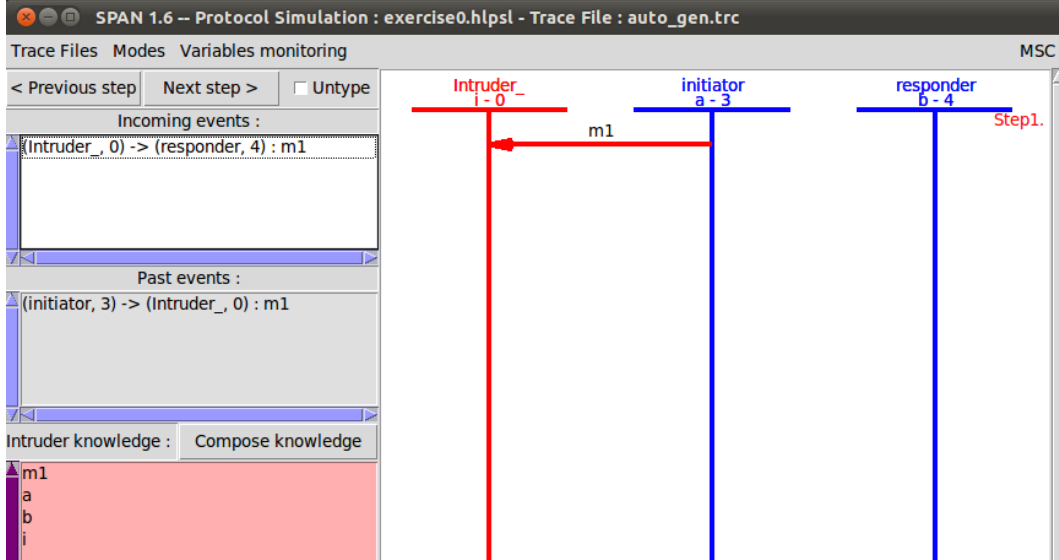 SPAN 1.6 -- Protocol Simulation : exercise0.hlpsl - Trace File : auto_gen.trc
Trace Files Modes Variables monitoring MSC
< Previous step Next step > Untype
Incoming events :
(Intruder_, 0) -> (responder, 4) : m1
Past events :
(initiator, 3) -> (Intruder_, 0) : m1
Intruder knowledge : Compose knowledge
m1
a
b
i
Intruder_
i - 0
initiator
a - 3
responder
b - 4
Step1.
m1